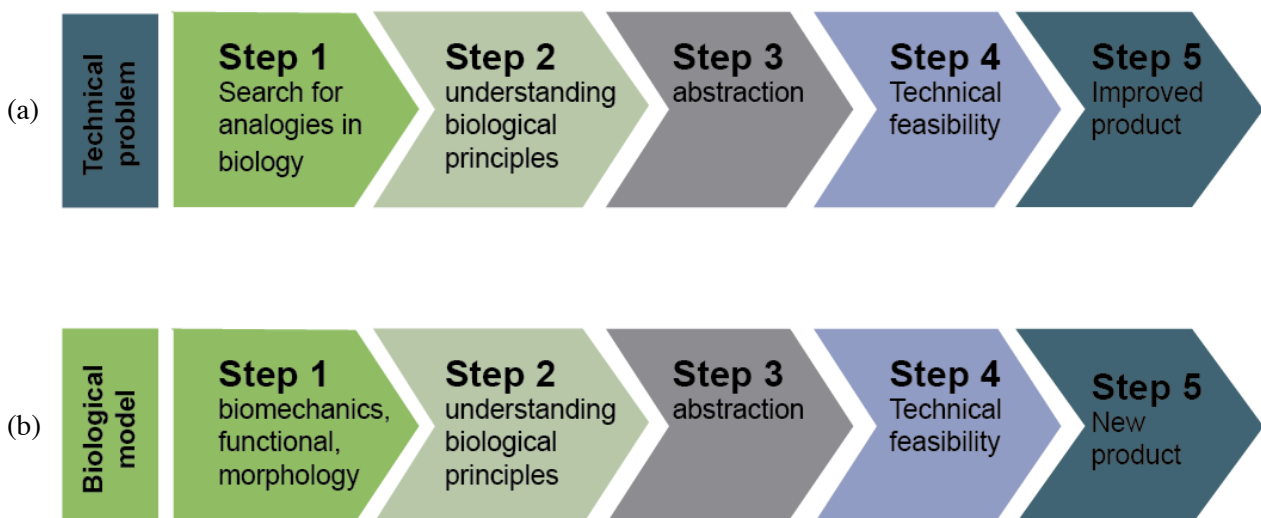 (a)
Technical
problem
Step 1
Search for
analogies in
biology
Step 2
understanding
biological
principles
Step 3
abstraction
Step 4
Technical
feasibility
Step 5
Improved
product
(b)
Biological
model
Step 1
biomechanics,
functional,
morphology
Step 2
understanding
biological
principles
Step 3
abstraction
Step 4
Technical
feasibility
Step 5
New
product